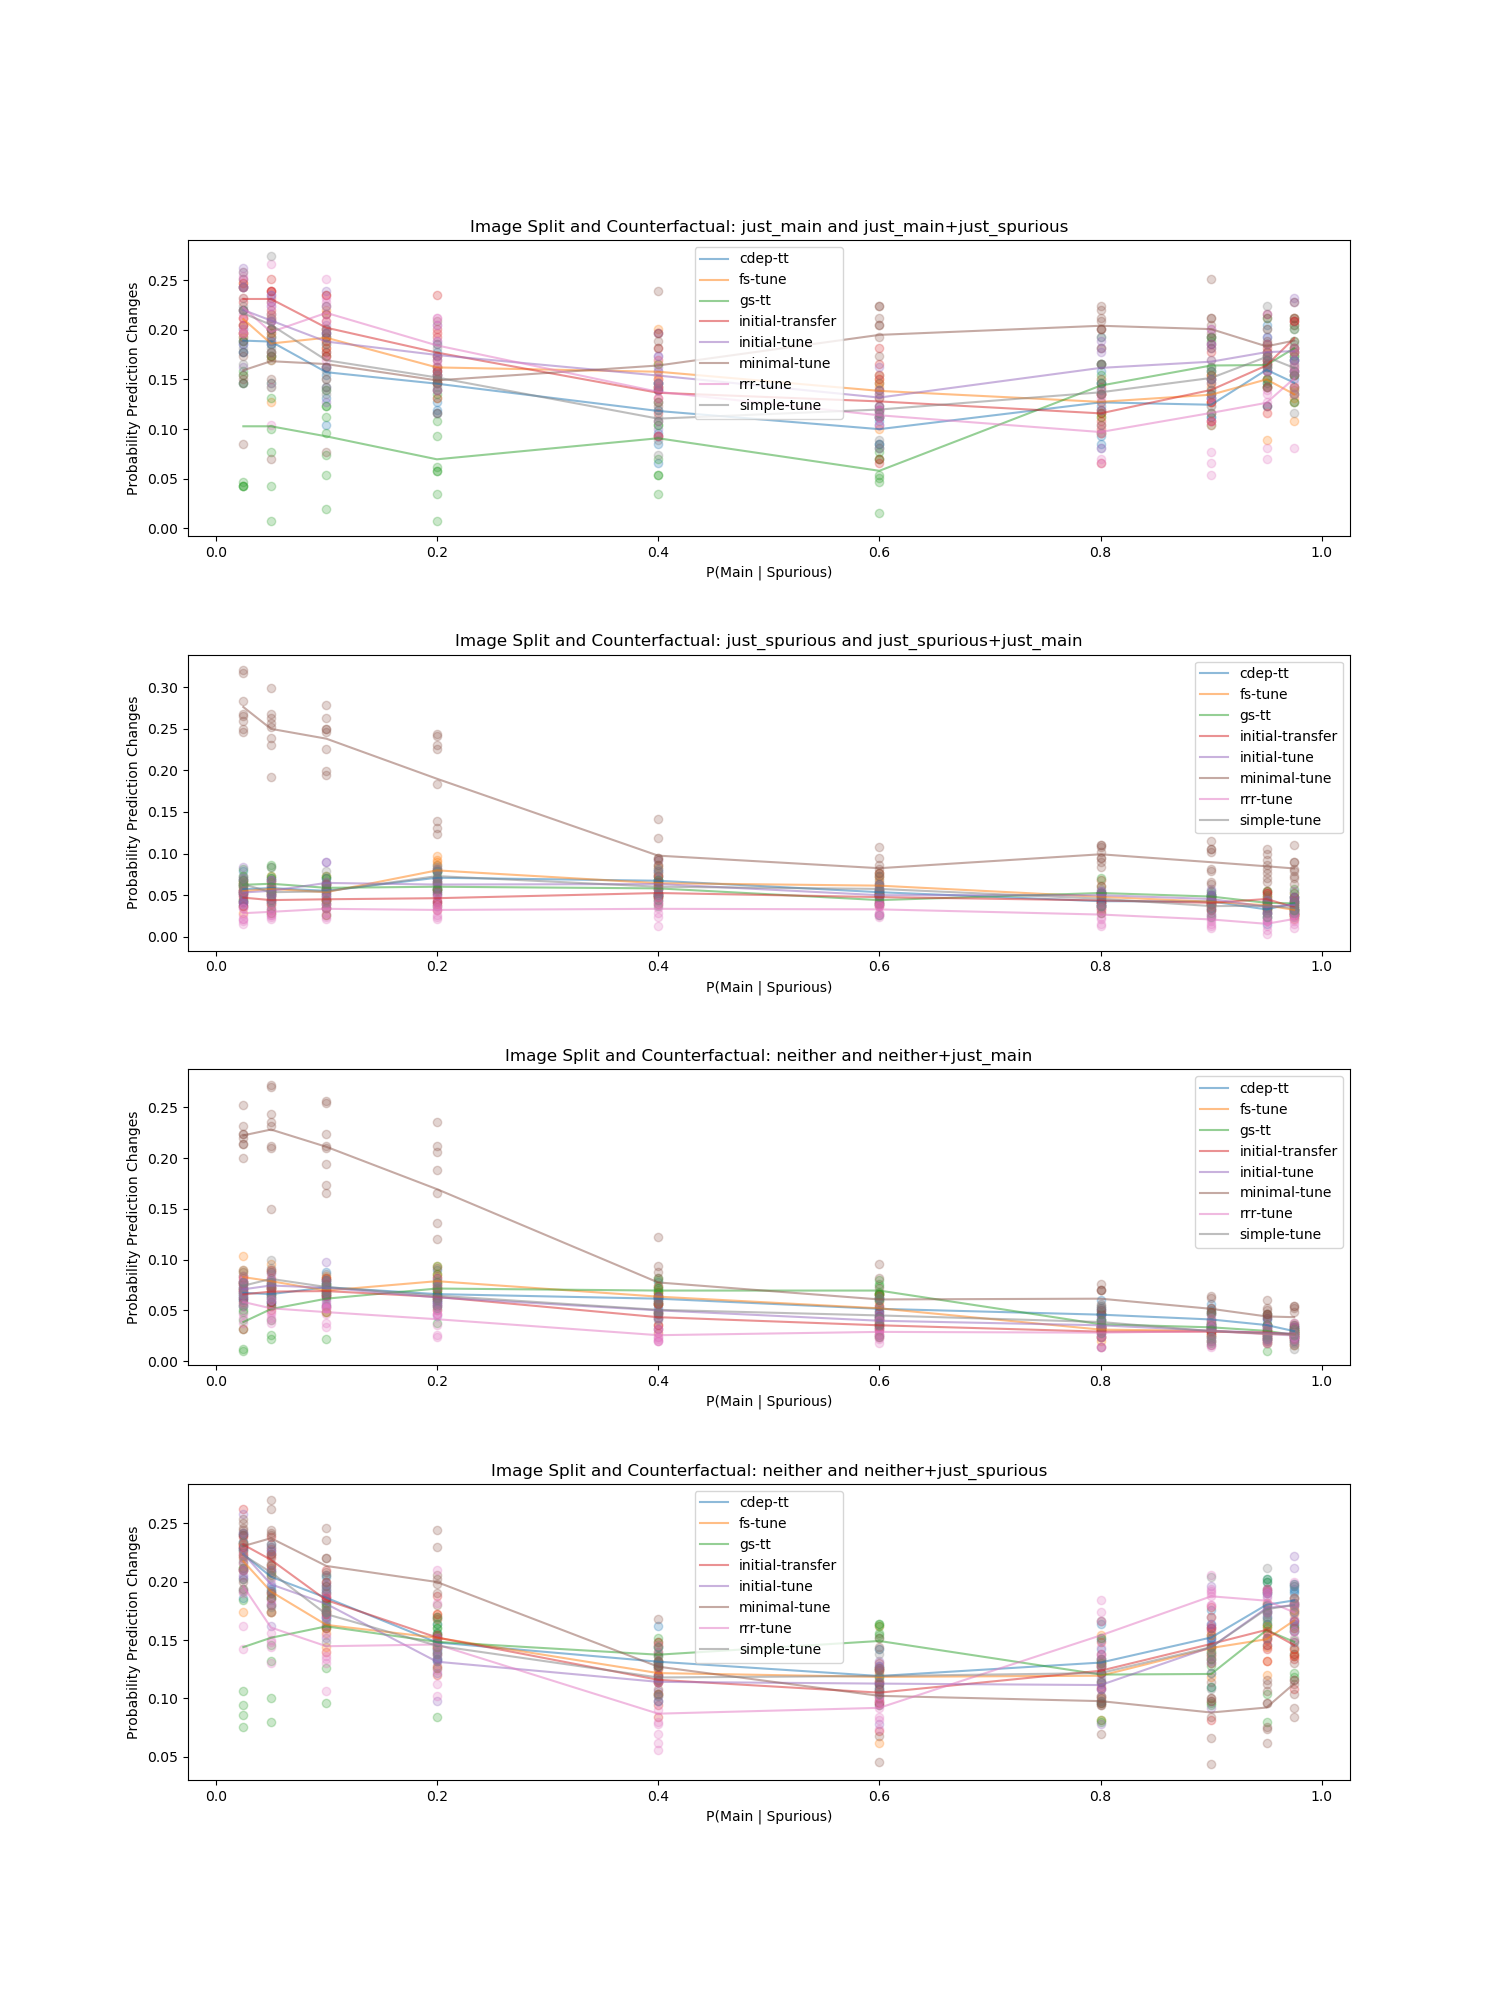 Image Split and Counterfactual: just_main and just_main+just_spurious
Probability Prediction Changes
0.25
0.20
0.15
0.10
0.05
0.00
cdep-tt
fs-tune
gs-tt
initial-transfer
initial-tune
minimal-tune
rrr-tune
simple-tune
0.0 0.2 0.4 0.6 0.8 1.0
P(Main | Spurious)
Image Split and Counterfactual: just_spurious and just_spurious+just_main
Probability Prediction Changes
0.30
0.25
0.20
0.15
0.10
0.05
0.00
cdep-tt
fs-tune
gs-tt
initial-transfer
initial-tune
minimal-tune
rrr-tune
simple-tune
0.0 0.2 0.4 0.6 0.8 1.0
P(Main | Spurious)
Image Split and Counterfactual: neither and neither+just_main
Probability Prediction Changes
0.25
0.20
0.15
0.10
0.05
0.00
cdep-tt
fs-tune
gs-tt
initial-transfer
initial-tune
minimal-tune
rrr-tune
simple-tune
0.0 0.2 0.4 0.6 0.8 1.0
P(Main | Spurious)
Image Split and Counterfactual: neither and neither+just_spurious
Probability Prediction Changes
0.25
0.20
0.15
0.10
0.05
cdep-tt
fs-tune
gs-tt
initial-transfer
initial-tune
minimal-tune
rrr-tune
simple-tune
0.0 0.2 0.4 0.6 0.8 1.0
P(Main | Spurious)